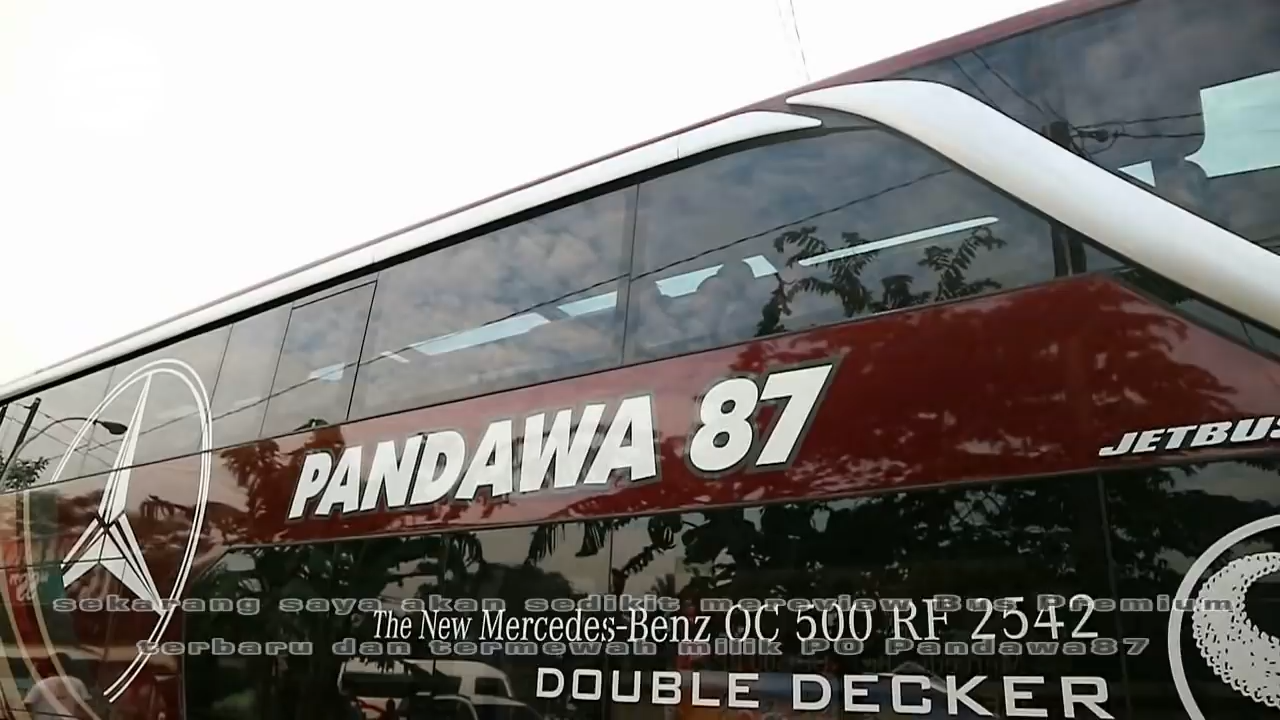 PANDAWA 87
JETBUS
sekarang saya akan sedikit mereview Bus Premium
The New Mercedes-Benz OC 500 RF 2542
terbaru dan termewah milik PO Pandawa87
DOUBLE DECKER